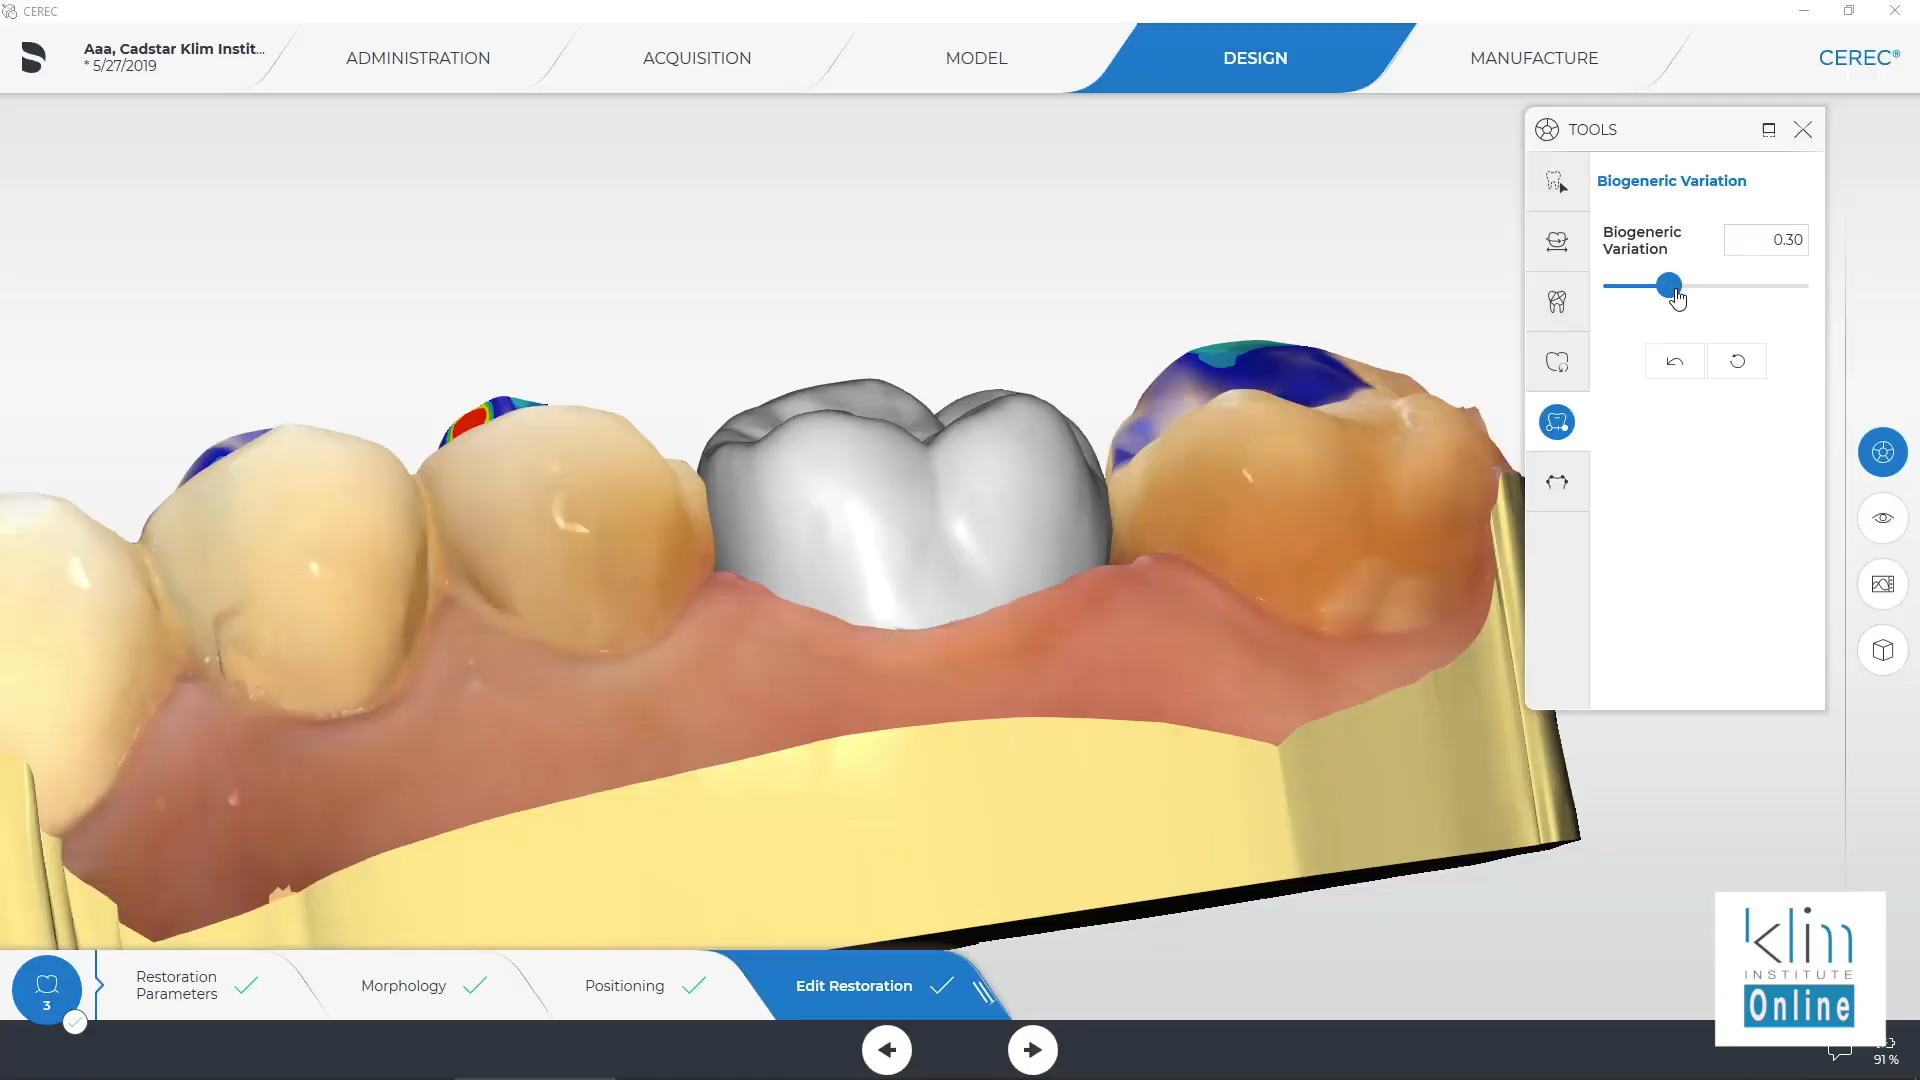 CEREC
Aaa, Cadstar Klim Instit...
* 5/27/2019
ADMINISTRATION
ACQUISITION
MODEL
DESIGN
MANUFACTURE
CEREC®
TOOLS
Biogeneric Variation
Biogeneric
Variation
0.30
3
Restoration
Parameters
Morphology
Positioning
Edit Restoration
klim
INSTITUTE
Online
91 %